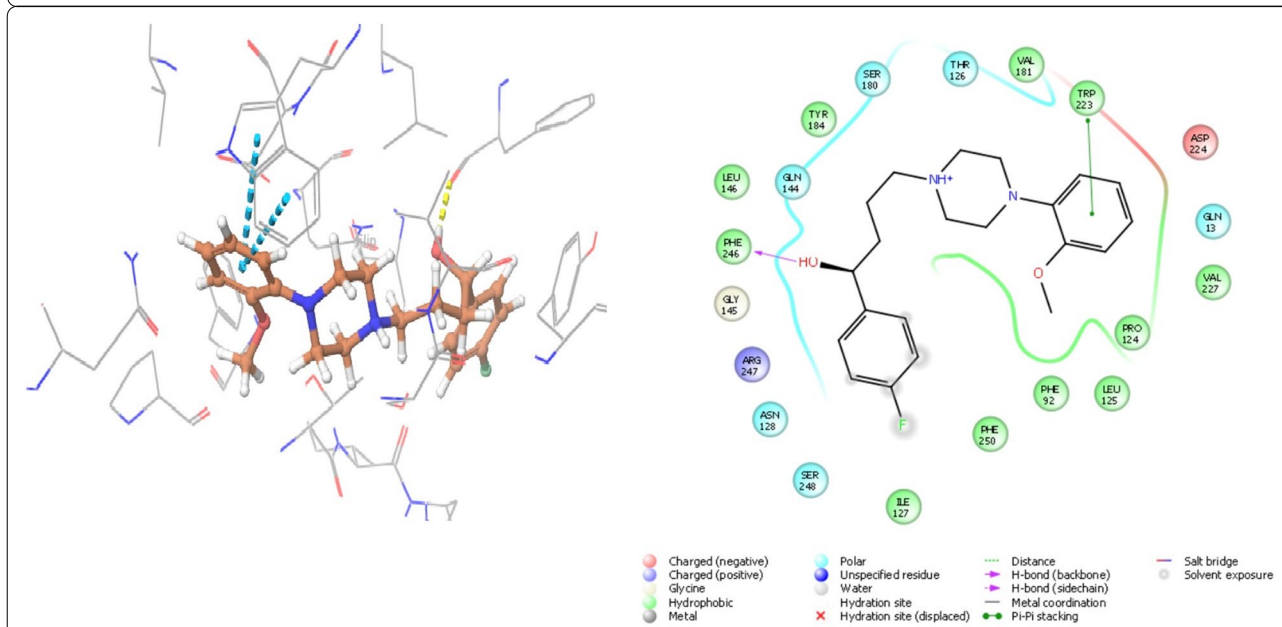 SER
180
THR
126
VAL
181
TRP
223
TYR
184
ASP
224
LEU
146
GLN
144
NH+
N
GLN
13
PHE
246
HO
VAL
227
GLY
145
O
PRO
124
ARG
247
PHE
92
LEU
125
ASN
128
F
PHE
250
SER
248
ILE
127
Charged (negative)
Charged (positive)
Glycine
Hydrophobic
Metal
Polar
Unspecified residue
Water
Hydration site
Hydration site (displaced)
Distance
H-bond (backbone)
H-bond (sidechain)
Metal coordination
Pi-Pi stacking
Salt bridge
Solvent exposure